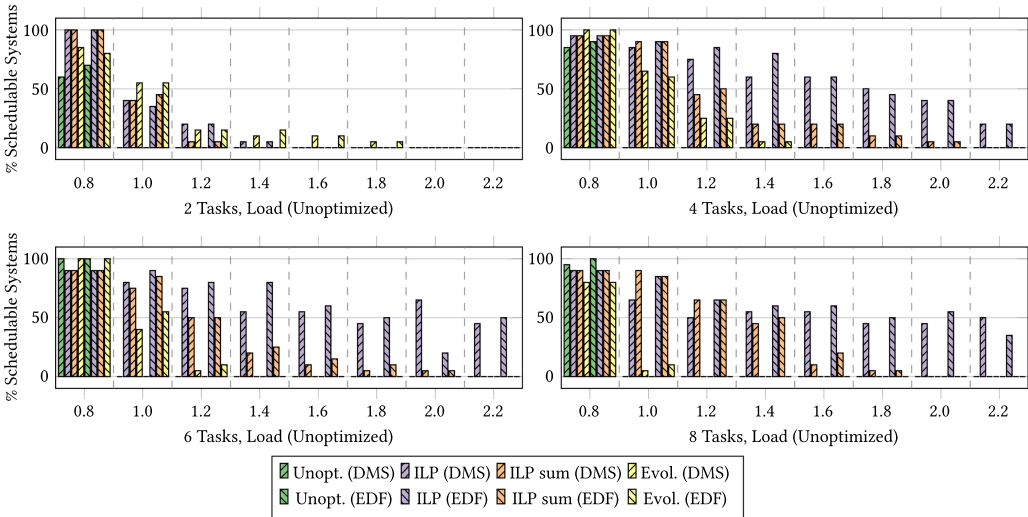 % Schedulable Systems
100
50
0
0.8 1.0 1.2 1.4 1.6 1.8 2.0 2.2
2 Tasks, Load (Unoptimized)
100
50
0
0.8 1.0 1.2 1.4 1.6 1.8 2.0 2.2
4 Tasks, Load (Unoptimized)
% Schedulable Systems
100
50
0
0.8 1.0 1.2 1.4 1.6 1.8 2.0 2.2
6 Tasks, Load (Unoptimized)
100
50
0
0.8 1.0 1.2 1.4 1.6 1.8 2.0 2.2
8 Tasks, Load (Unoptimized)
Unopt. (DMS) ILP (DMS) ILP sum (DMS) Evol. (DMS)
Unopt. (EDF) ILP (EDF) ILP sum (EDF) Evol. (EDF)